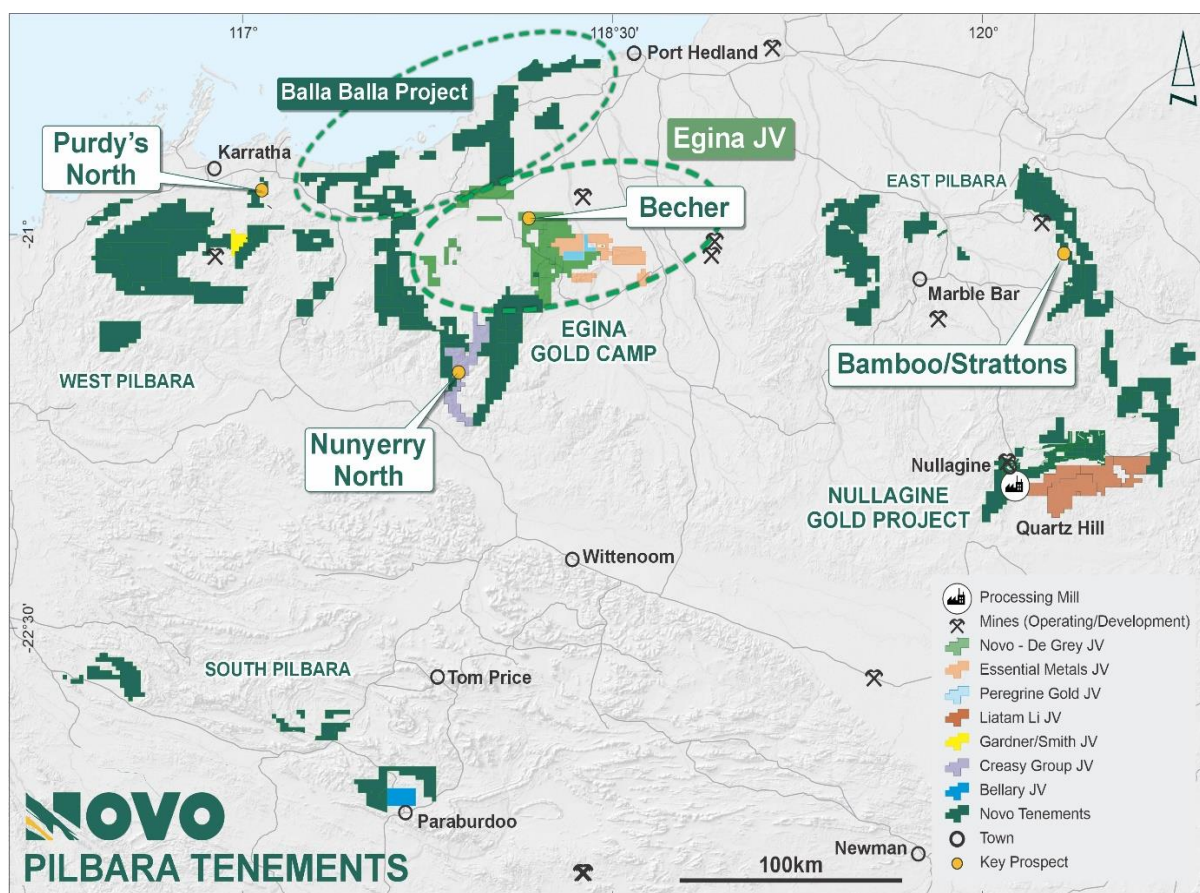 117°
118°30'
120°
Port Hedland
Balla Balla Project
Purdy's
North
Karratha
Egina JV
EAST PILBARA
Becher
-21°
Marble Bar
EGINA
GOLD CAMP
Bamboo/Strattons
WEST PILBARA
Nunyerry
North
Nullagine
NULLAGINE
GOLD PROJECT
Quartz Hill
Wittenoom
-22°30'
SOUTH PILBARA
Tom Price
Paraburdoo
Newman
100km
N
Processing Mill
Mines (Operating/Development)
Novo - De Grey JV
Essential Metals JV
Peregrine Gold JV
Liatam Li JV
Gardner/Smith JV
Creasy Group JV
Bellary JV
Novo Tenements
Town
Key Prospect
NOVO
PILBARA TENEMENTS